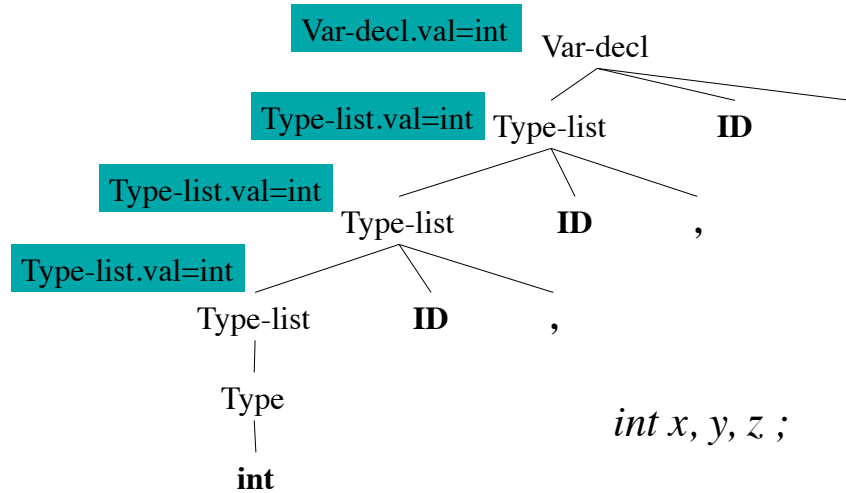 Var-decl.val=int Var-decl
Type-list.val=int Type-list ID
Type-list.val=int Type-list ID ,
Type-list.val=int
Type-list ID ,
Type
int x, y, z ;
int